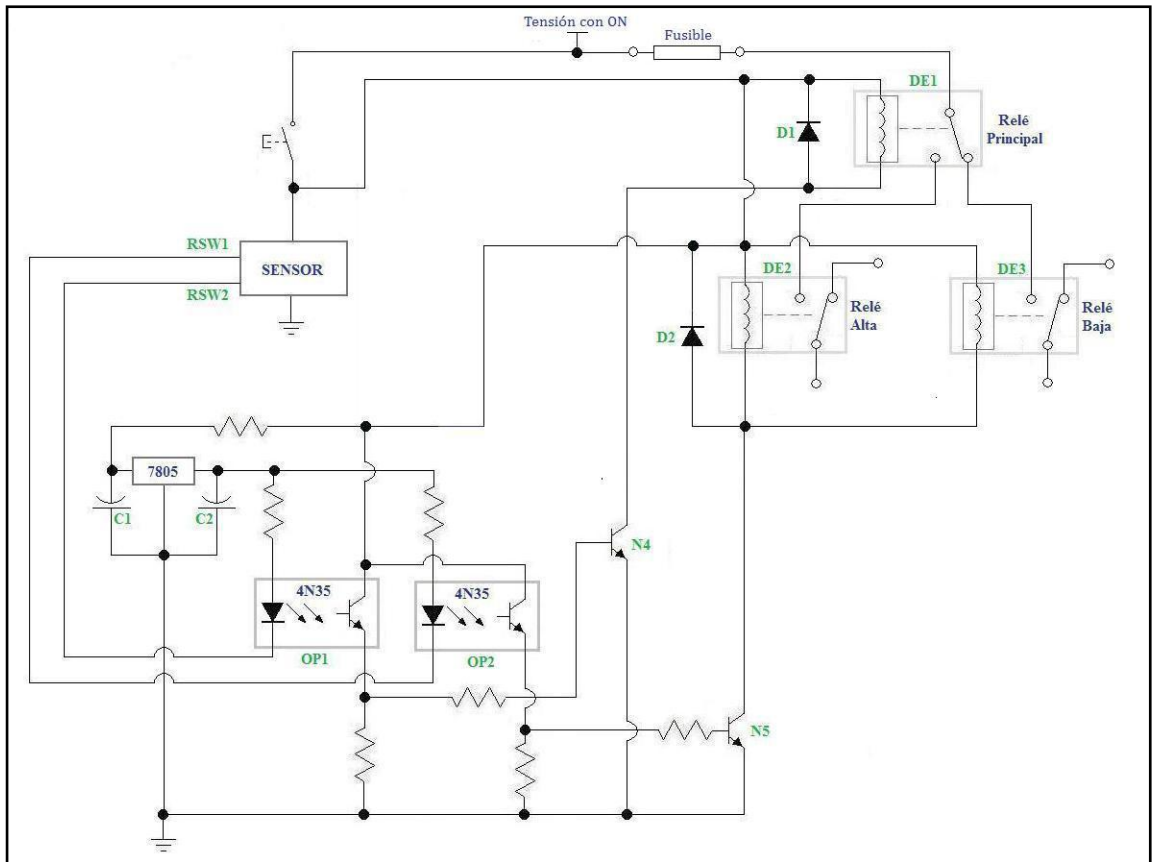 Tensión con ON
Fusible
DE1
D1
Relé
Principal
RSW1
SENSOR
RSW2
DE2
DE3
Relé
Alta
Relé
Baja
D2
7805
C1
C2
N4
4N35
4N35
OP1
OP2
N5